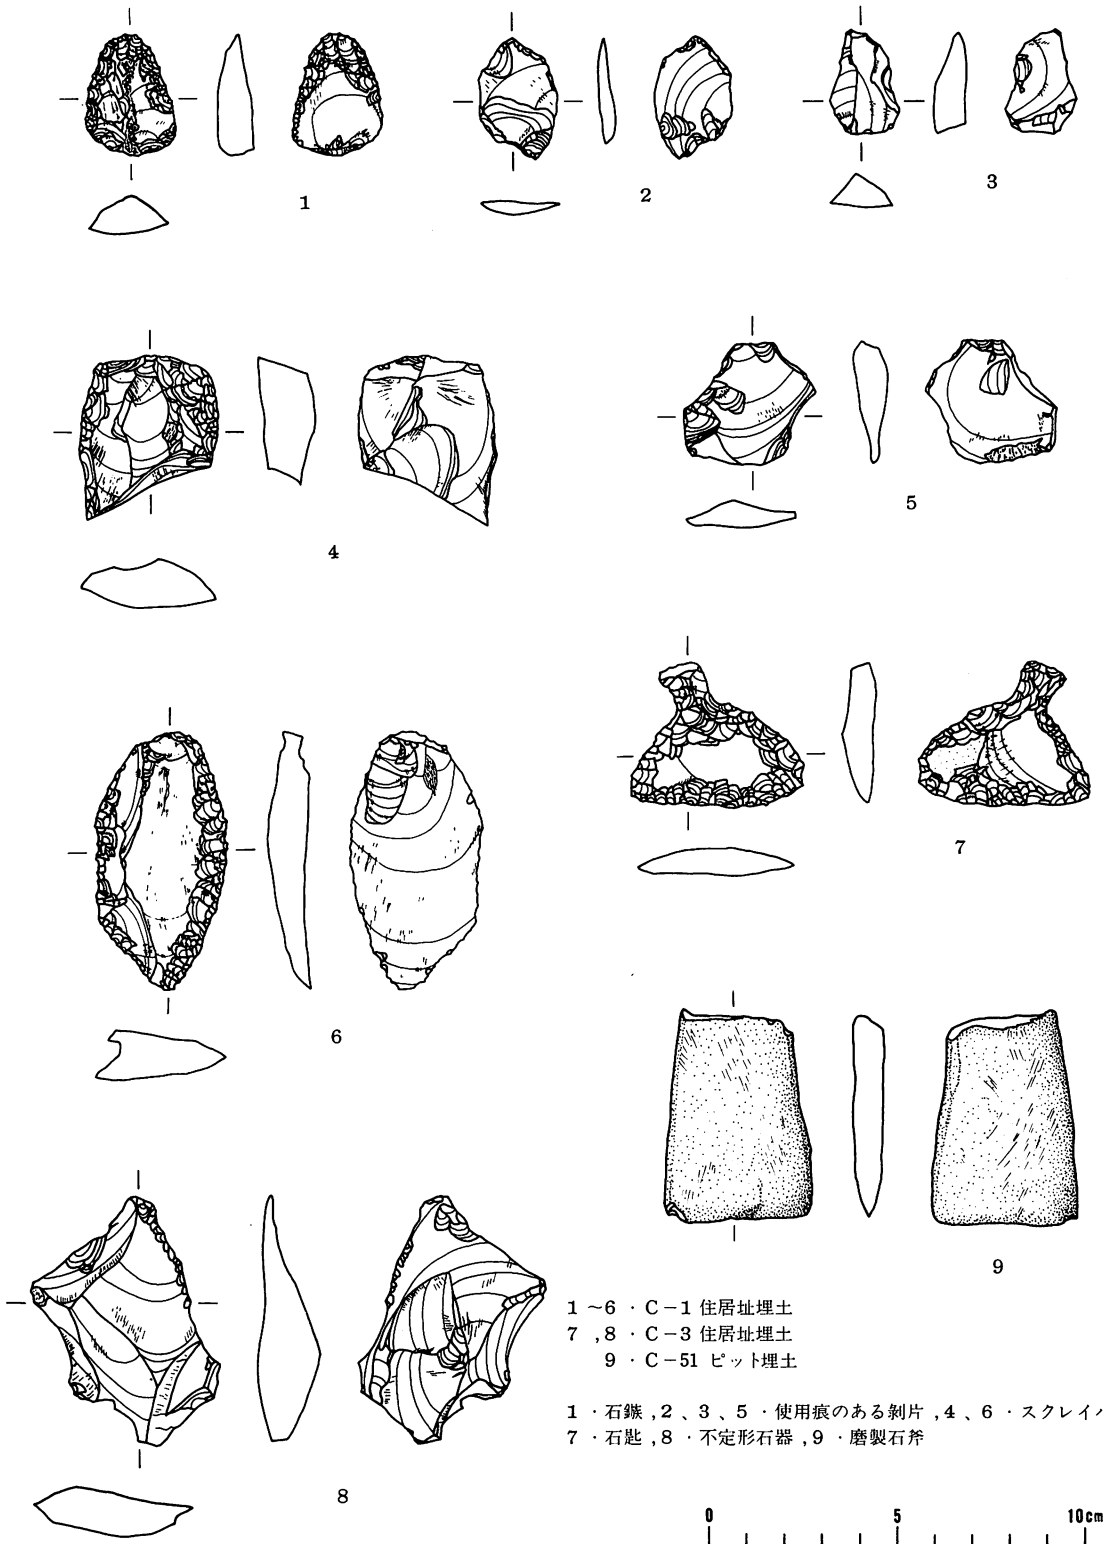 1
2
3
4
5
6
7
8
9
1～6・C－1 住居址埋土
7,8・C－3 住居址埋土
9・C－51 ピット埋土
1・石鏃,2、3、5・使用痕のある剝片,4、6・スクレイパ
7・石匙,8・不定形石器,9・磨製石斧
0 5 10cm